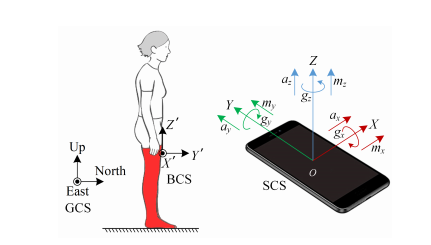 Z
a_z
m_z
g_z
m_y
Y
g_y
a_y
a_x
X
g_x
m_x
O
SCS
Z′
X′
Y′
BCS
Up
North
East
GCS